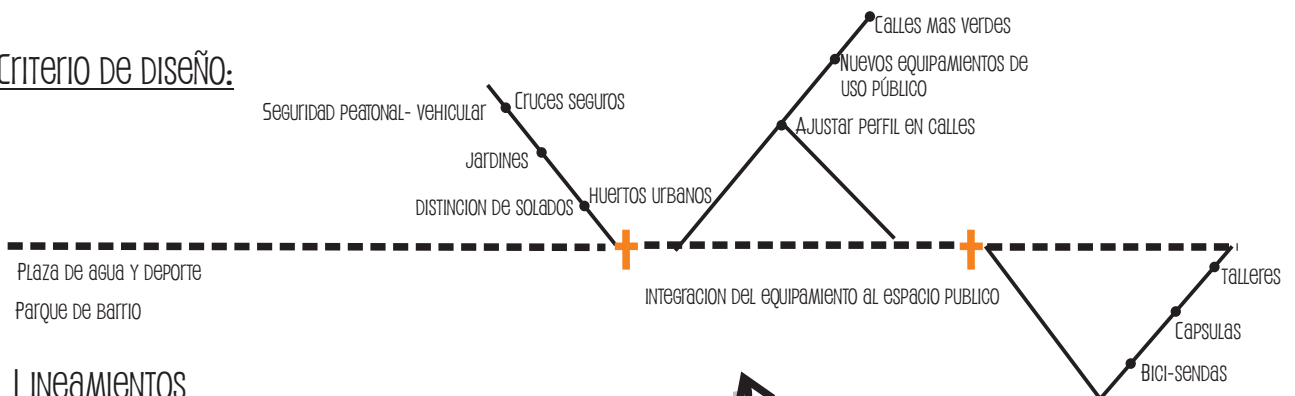 Criterio de diseño:
Calles mas verdes
Nuevos equipamientos de
uso público
Ajustar perfil en calles
Seguridad peatonal- vehicular
Cruces seguros
Jardines
Distincion de solados
Huertos urbanos
Plaza de agua y deporte
Parque de barrio
Integracion del equipamiento al espacio publico
Talleres
Capsulas
Bici-sendas
Lineamientos